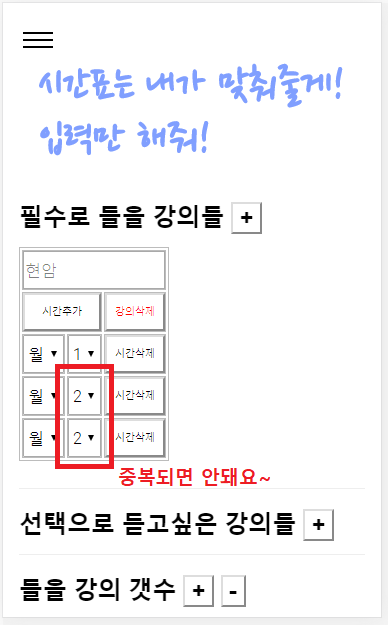 시간표는 내가 맞춰줄게!
입력만 해줘!
필수로 들을 강의들 +
현암
시간추가 강의삭제
월 ▼ 1 ▼ 시간삭제
월 ▼ 2 ▼ 시간삭제
월 ▼ 2 ▼ 시간삭제
중복되면 안돼요~
선택으로 듣고싶은 강의들 +
들을 강의 갯수 + -